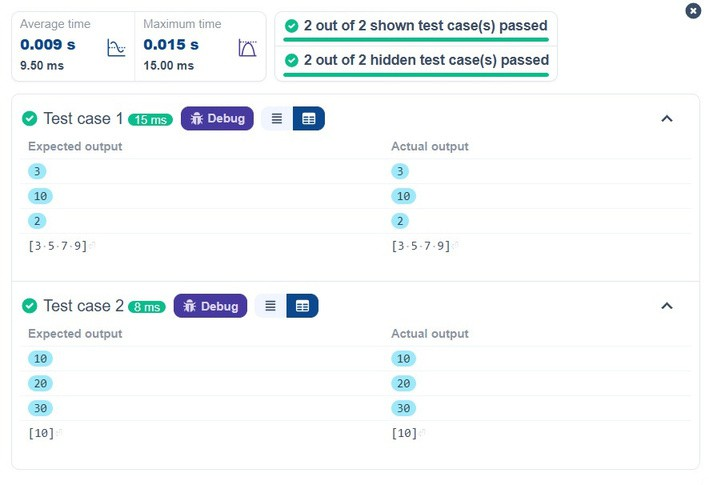 Average time
0.009 s
9.50 ms
Maximum time
0.015 s
15.00 ms
2 out of 2 shown test case(s) passed
2 out of 2 hidden test case(s) passed
Test case 1 15 ms Debug
Expected output Actual output
3 3
10 10
2 2
[3·5·7·9] [3·5·7·9]
Test case 2 8 ms Debug
Expected output Actual output
10 10
20 20
30 30
[10] [10]